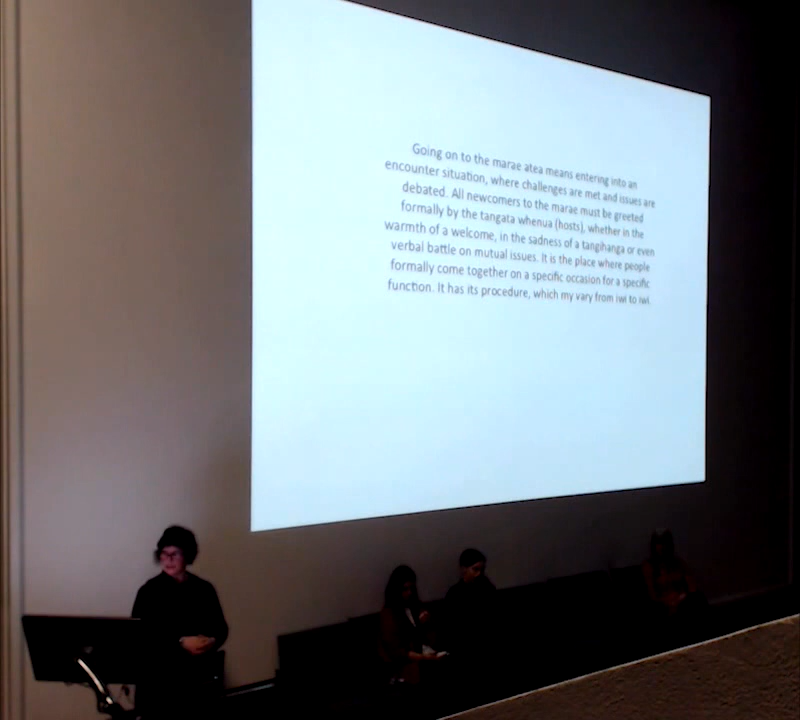 Going on to the marae atea means entering into an
encounter situation, where challenges are met and issues are
debated. All newcomers to the marae must be greeted
formally by the tangata whenua (hosts), whether in the
warmth of a welcome, in the sadness of a tangihanga or even
verbal battle on mutual issues. It is the place where people
formally come together on a specific occasion for a specific
function. It has its procedure, which my vary from iwi to iwi.